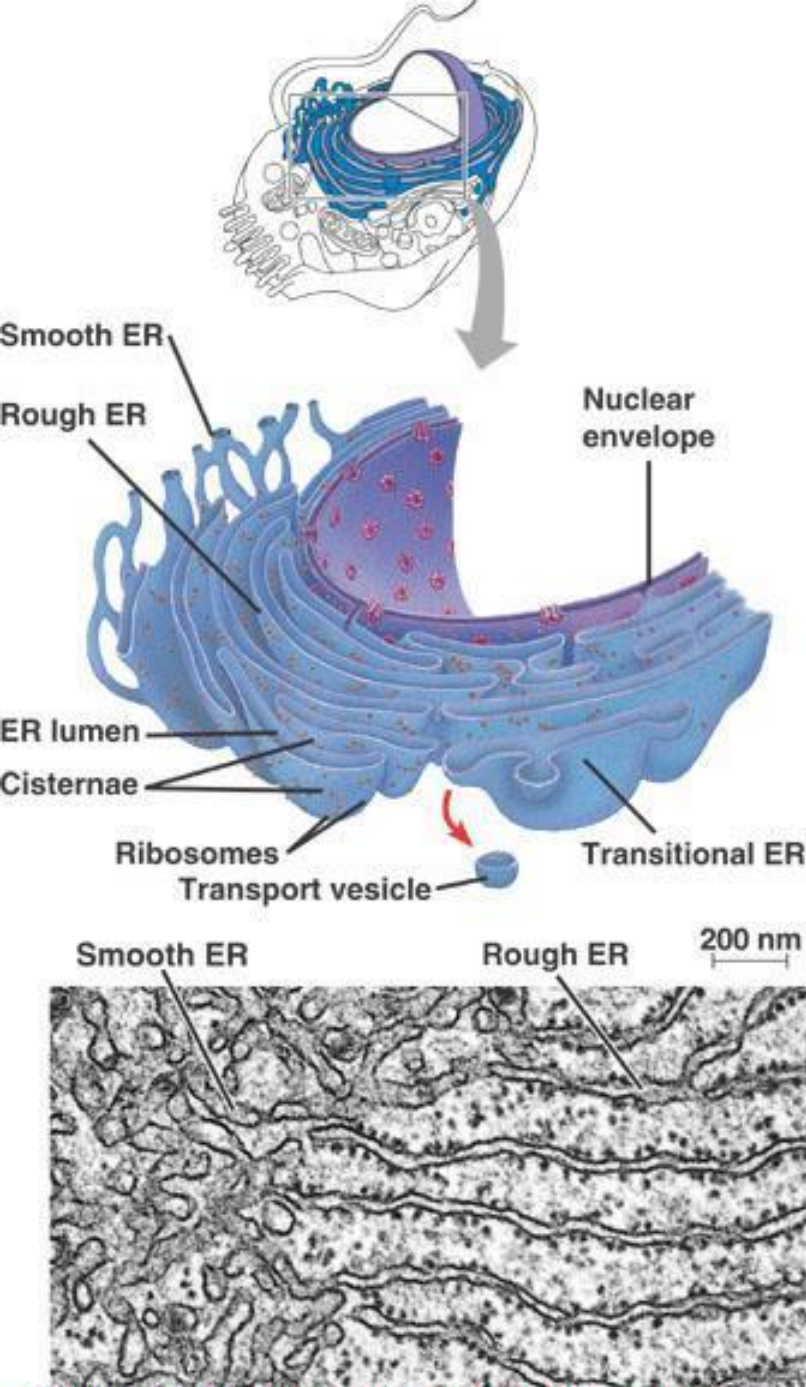 Smooth ER
Rough ER
Nuclear
envelope
ER lumen
Cisternae
Ribosomes
Transport vesicle
Transitional ER
Smooth ER
Rough ER
200 nm